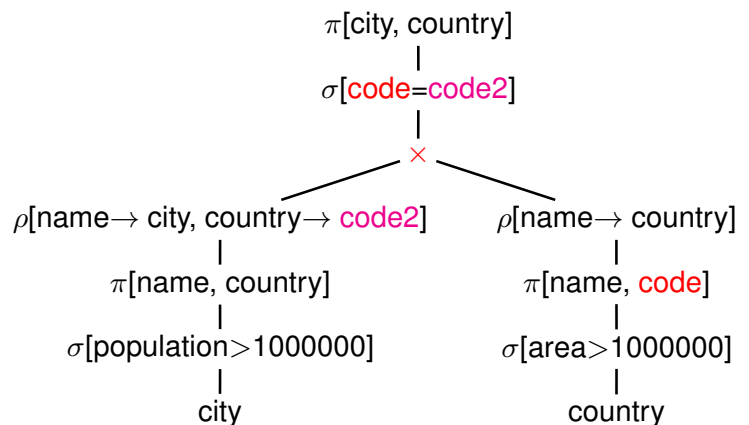 π[city, country]
σ[code=code2]
×
ρ[name→ city, country→ code2] ρ[name→ country]
π[name, country] π[name, code]
σ[population>1000000] σ[area>1000000]
city country